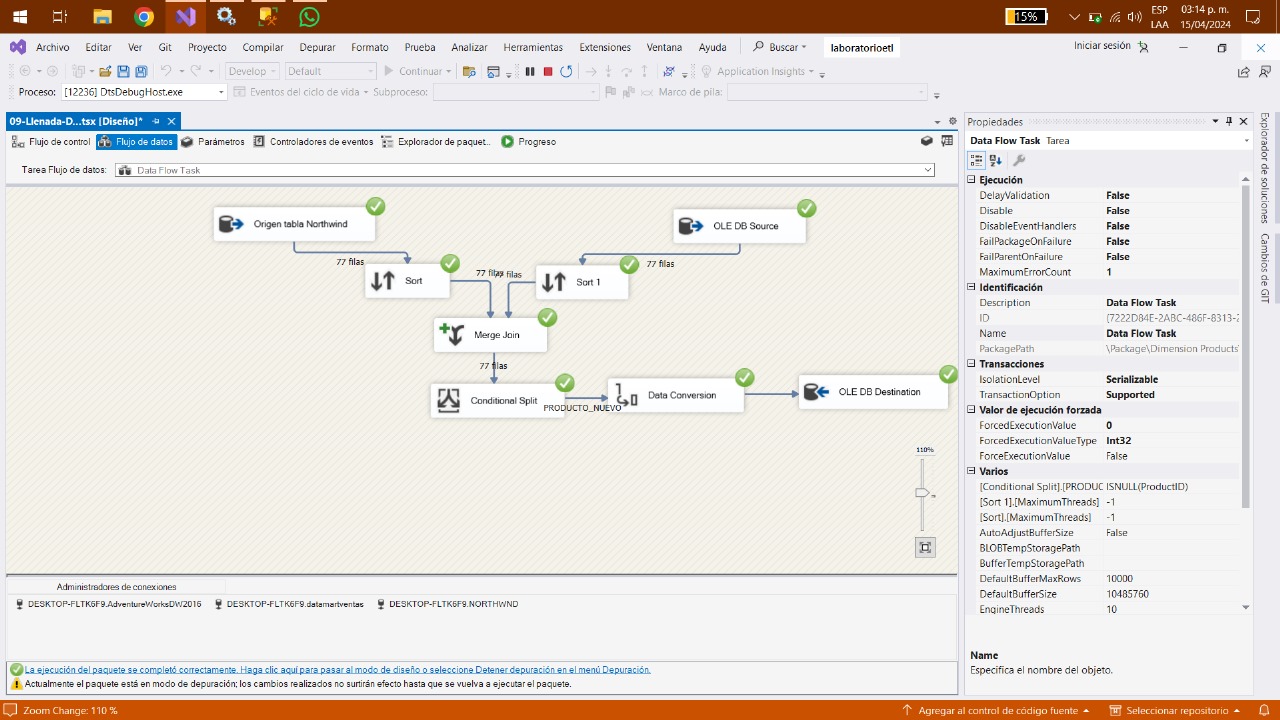 15%
ESP
LAA
03:14 p. m.
15/04/2024
Archivo Editar Ver Git Proyecto Compilar Depurar Formato Prueba Analizar Herramientas Extensiones Ventana Ayuda Buscar laboratorioetl Iniciar sesión
Develop Default Continuar Application Insights
Proceso: [12236] DtsDebugHost.exe Eventos del ciclo de vida Subproceso: Marco de pila:
09-Llenada-D...tsx [Diseño]*
Flujo de control Flujo de datos Parámetros Controladores de eventos Explorador de paquet... Progreso
Tarea Flujo de datos: Data Flow Task
Origen tabla Northwind
OLE DB Source
77 filas
77 filas
Sort
77 filas
77 filas
Sort 1
Merge Join
77 filas
Conditional Split
PRODUCTO_NUEVO
Data Conversion
OLE DB Destination
110%
Administradores de conexiones
DESKTOP-FLTK6F9.AdventureWorksDW2016 DESKTOP-FLTK6F9.datamartventas DESKTOP-FLTK6F9.NORTHWND
La ejecución del paquete se completó correctamente. Haga clic aquí para pasar al modo de diseño o seleccione Detener depuración en el menú Depuración.
Actualmente el paquete está en modo de depuración; los cambios realizados no surtirán efecto hasta que se vuelva a ejecutar el paquete.
Propiedades
Data Flow Task Tarea
Ejecución
DelayValidation False
Disable False
DisableEventHandlers False
FailPackageOnFailure False
FailParentOnFailure False
MaximumErrorCount 1
Identificación
Description Data Flow Task
ID {7222D84E-2ABC-486F-8313-2
Name Data Flow Task
PackagePath \Package\Dimension Products\
Transacciones
IsolationLevel Serializable
TransactionOption Supported
Valor de ejecución forzada
ForcedExecutionValue 0
ForcedExecutionValueType Int32
ForceExecutionValue False
Varios
[Conditional Split].[PRODUC ISNULL(ProductID)
[Sort 1].[MaximumThreads] -1
[Sort].[MaximumThreads] -1
AutoAdjustBufferSize False
BLOBTempStoragePath
BufferTempStoragePath
DefaultBufferMaxRows 10000
DefaultBufferSize 10485760
EngineThreads 10
Name
Especifica el nombre del objeto.
Explorador de soluciones
Cambios de GIT
Zoom Change: 110 %
Agregar al control de código fuente
Seleccionar repositorio